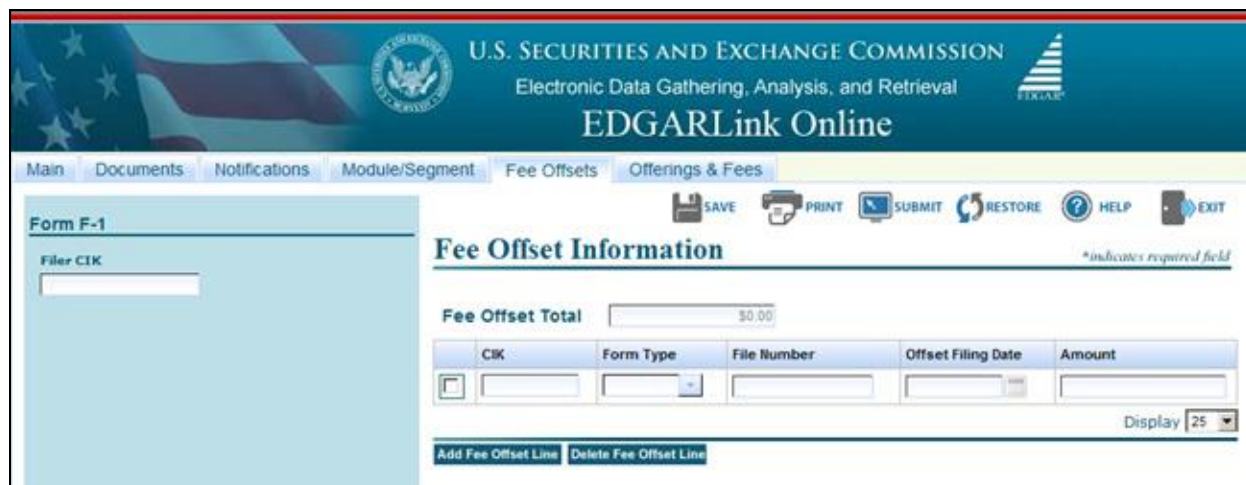 U.S. SECURITIES AND EXCHANGE COMMISSION
Electronic Data Gathering, Analysis, and Retrieval
EDGAR®
EDGARLink Online
Main Documents Notifications Module/Segment Fee Offsets Offerings & Fees
SAVE PRINT SUBMIT RESTORE HELP EXIT
Form F-1
Filer CIK
Fee Offset Information
*indicates required field
Fee Offset Total $0.00
CIK Form Type File Number Offset Filing Date Amount
Display 25
Add Fee Offset Line Delete Fee Offset Line